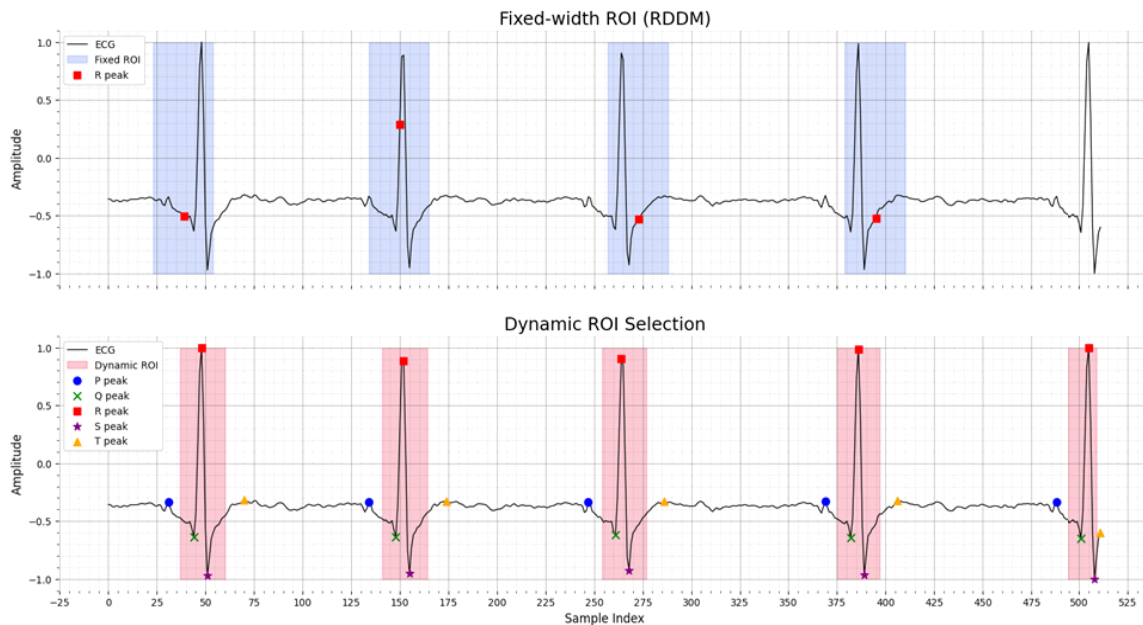 Fixed-width ROI (RDDM)
ECG
Fixed ROI
R peak
Amplitude
1.0
0.5
0.0
−0.5
−1.0
Dynamic ROI Selection
ECG
Dynamic ROI
P peak
Q peak
R peak
S peak
T peak
Amplitude
1.0
0.5
0.0
−0.5
−1.0
−25 0 25 50 75 100 125 150 175 200 225 250 275 300 325 350 375 400 425 450 475 500 525
Sample Index